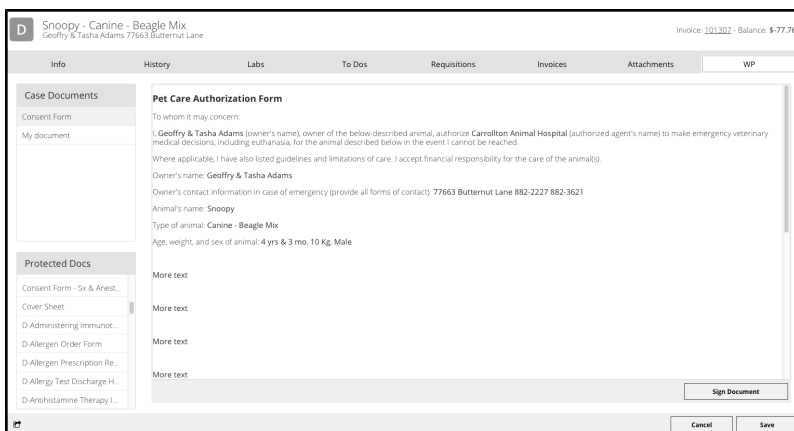 D
Snoopy - Canine - Beagle Mix
Geoffry & Tasha Adams 77663 Butternut Lane
Invoice: 101307 - Balance: $-77.76
Info
History
Labs
To Dos
Requisitions
Invoices
Attachments
WP
Case Documents
Consent Form
My document
Protected Docs
Consent Form - Sx & Anest...
Cover Sheet
D-Administering Immunot...
D-Allergen Order Form
D-Allergen Prescription Re...
D-Allergy Test Discharge H...
D-Antihistamine Therapy I...
Pet Care Authorization Form
To whom it may concern:
I, Geoffry & Tasha Adams (owner's name), owner of the below-described animal, authorize Carrollton Animal Hospital (authorized agent's name) to make emergency veterinary
medical decisions, including euthanasia, for the animal described below in the event I cannot be reached.
Where applicable, I have also listed guidelines and limitations of care. I accept financial responsibility for the care of the animal(s).
Owner's name: Geoffry & Tasha Adams
Owner's contact information in case of emergency (provide all forms of contact): 77663 Butternut Lane 882-2227 882-3621
Animal's name: Snoopy
Type of animal: Canine - Beagle Mix
Age, weight, and sex of animal: 4 yrs & 3 mo. 10 Kg. Male
More text
More text
More text
More text
Sign Document
Cancel
Save